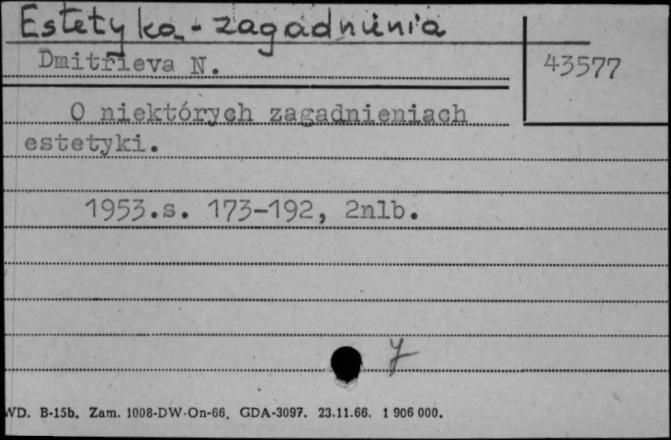 Estetyka - zagadnienia
Dmitrieva N.
43577
O niektórych zagadnieniach
estetyki.
1953.s. 173-192, 2nlb.
WD. B-15b. Zam. 1008-DW-On-66. GDA-3097. 23.11.66. 1 906 000.